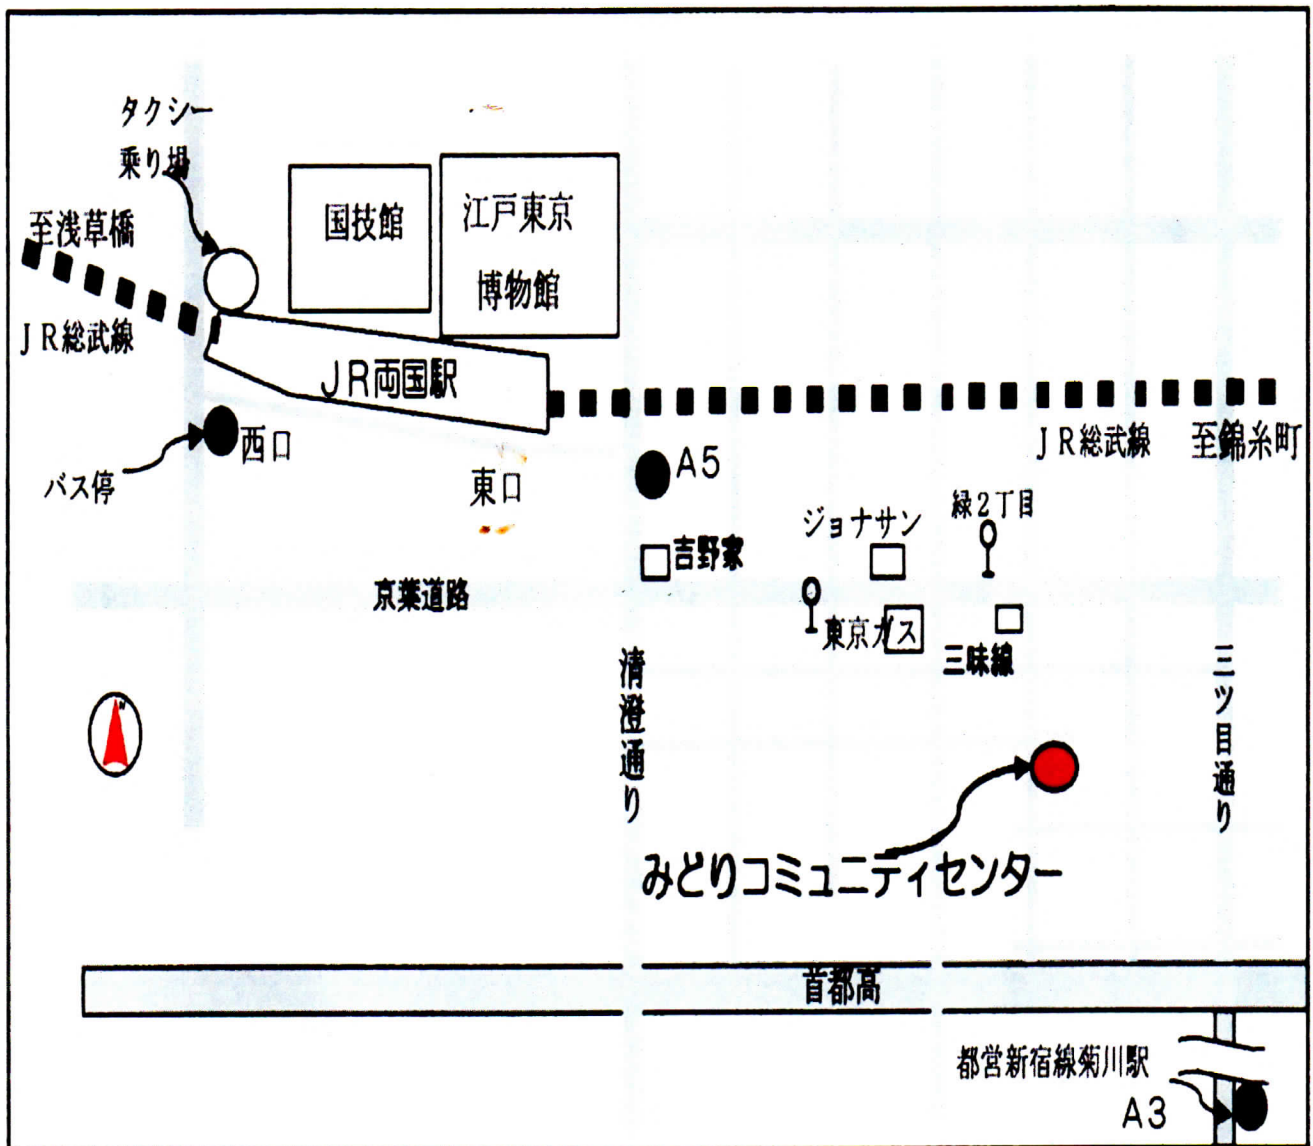 タクシー
乗り場
至浅草橋
国技館
江戸東京
博物館
JR総武線
JR両国駅
西口
バス停
東口
A5
JR総武線
至錦糸町
緑2丁目
ジョナサン
吉野家
京葉道路
東京ガス
三味線
清澄通り
三ツ目通り
N
みどりコミュニティセンター
首都高
都営新宿線菊川駅
A3